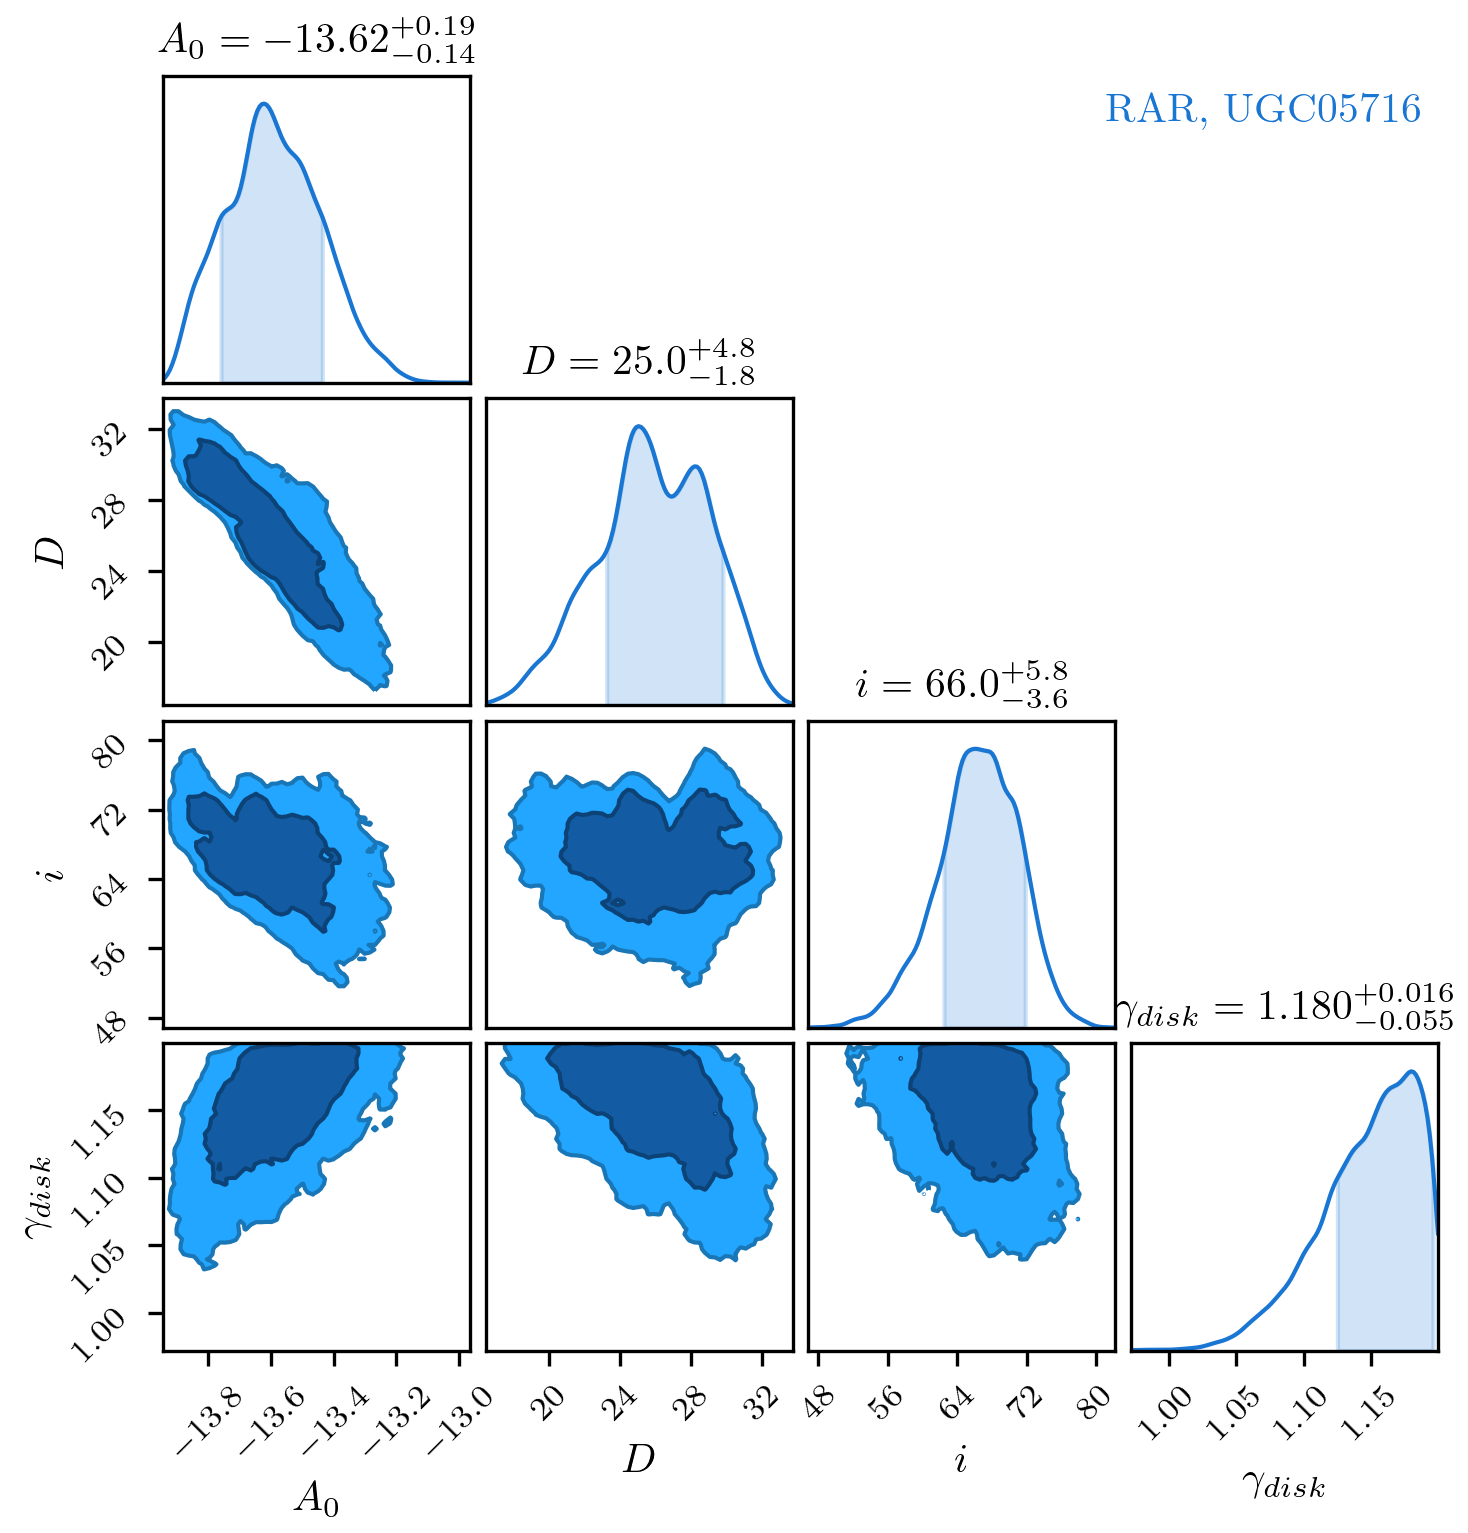 A₀ = −13.62^{+0.19}_{−0.14}
RAR, UGC05716
D = 25.0^{+4.8}_{−1.8}
32
28
24
20
D
i = 66.0^{+5.8}_{−3.6}
80
72
64
56
48
i
γ_{disk} = 1.180^{+0.016}_{−0.055}
1.15
1.10
1.05
1.00
γ_{disk}
−13.8 −13.6 −13.4 −13.2 −13.0
20 24 28 32
48 56 64 72 80
1.00 1.05 1.10 1.15
A₀
D
i
γ_{disk}